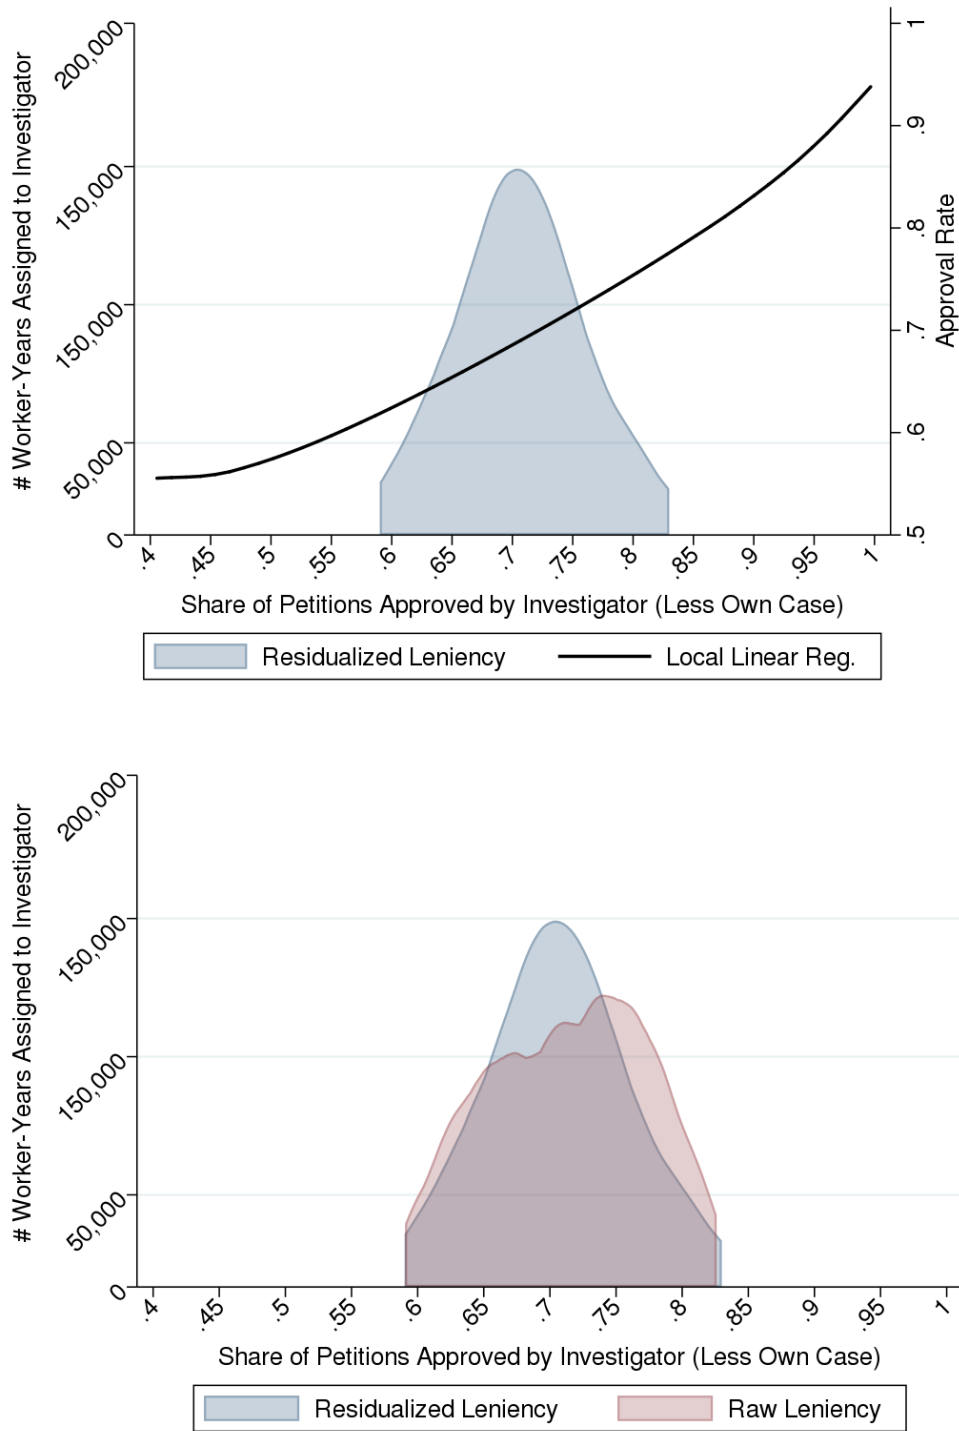 # Worker-Years Assigned to Investigator
200,000
150,000
150,000
50,000
0
1
.9
.8
.7
.6
.5
Approval Rate
.4 .45 .5 .55 .6 .65 .7 .75 .8 .85 .9 .95 1
Share of Petitions Approved by Investigator (Less Own Case)
Residualized Leniency Local Linear Reg.
# Worker-Years Assigned to Investigator
200,000
150,000
150,000
50,000
0
.4 .45 .5 .55 .6 .65 .7 .75 .8 .85 .9 .95 1
Share of Petitions Approved by Investigator (Less Own Case)
Residualized Leniency Raw Leniency